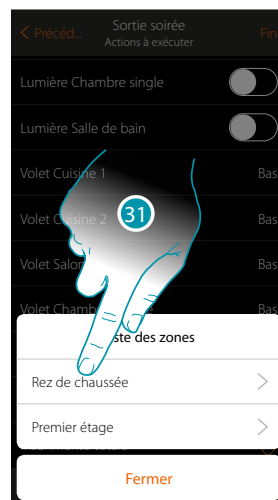 < Précéd...
Sortie soirée
Fin
Actions à exécuter
Lumière Chambre single
Lumière Salle de bain
Volet Cuisine 1
Bas
Volet Cuisine 2
Bas
31
Volet Salon
Bas
Volet Chamb
Bas
ste des zones
Rez de chaussée
Premier étage
Fermer